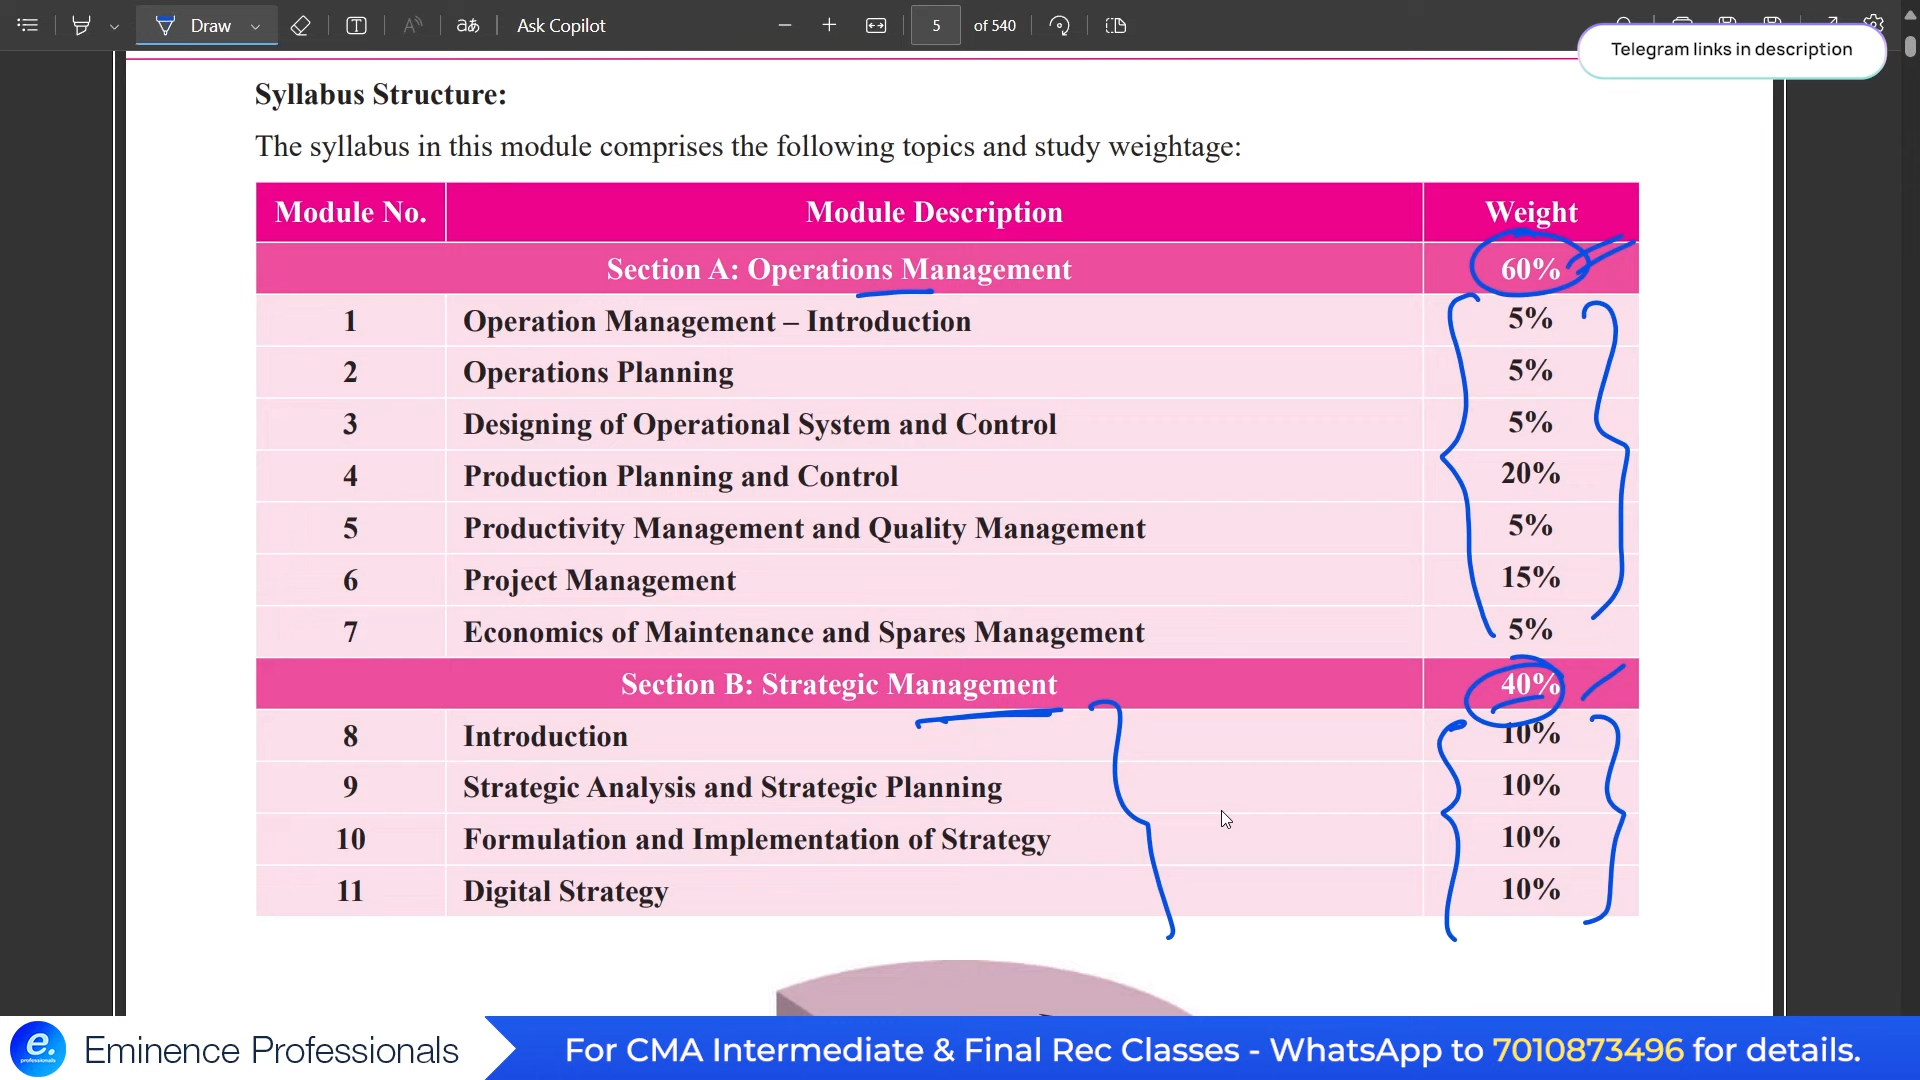 Draw
T
A
aあ
Ask Copilot
5
of 540
Telegram links in description
Syllabus Structure:
The syllabus in this module comprises the following topics and study weightage:
Module No. Module Description Weight
Section A: Operations Management 60%
1 Operation Management – Introduction 5%
2 Operations Planning 5%
3 Designing of Operational System and Control 5%
4 Production Planning and Control 20%
5 Productivity Management and Quality Management 5%
6 Project Management 15%
7 Economics of Maintenance and Spares Management 5%
Section B: Strategic Management 40%
8 Introduction 10%
9 Strategic Analysis and Strategic Planning 10%
10 Formulation and Implementation of Strategy 10%
11 Digital Strategy 10%
e.
professionals
Eminence Professionals
For CMA Intermediate & Final Rec Classes - WhatsApp to 7010873496 for details.